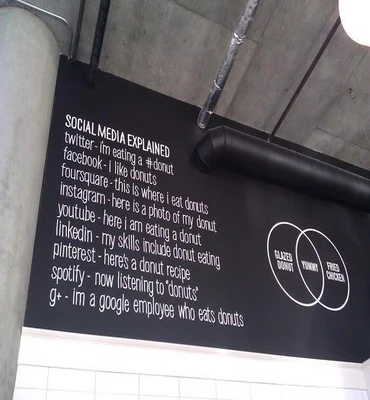 SOCIAL MEDIA EXPLAINED
twitter - i'm eating a #donut
facebook - I like donuts
foursquare - this is where i eat donuts
instagram - here is a photo of my donut
youtube - here i am eating a donut
linkedIn - my skills include donut eating
pinterest - here's a donut recipe
spotify - now listening to "donuts"
g+ - im a google employee who eats donuts
GLAZED
DONUT
YUMMY
FRIED
CHICKEN